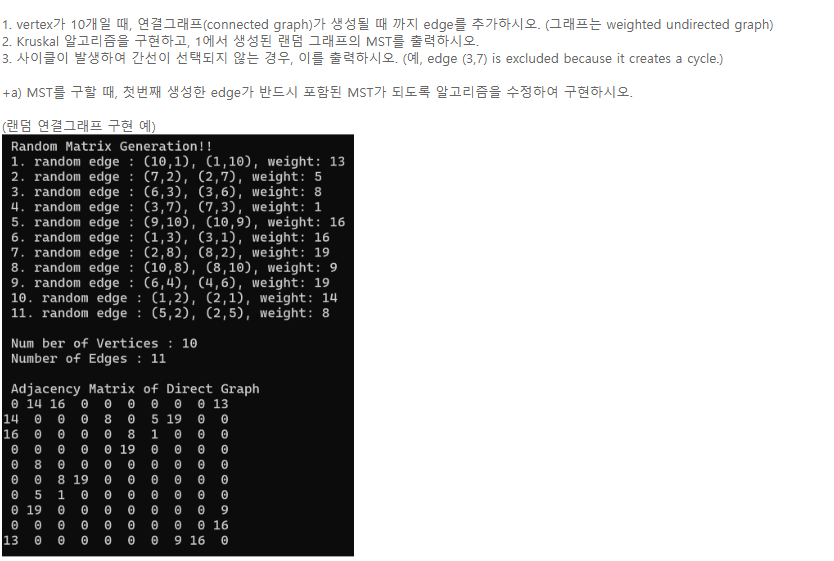 1. vertex가 10개일 때, 연결그래프(connected graph)가 생성될 때 까지 edge를 추가하시오. (그래프는 weighted undirected graph)
2. Kruskal 알고리즘을 구현하고, 1에서 생성된 랜덤 그래프의 MST를 출력하시오.
3. 사이클이 발생하여 간선이 선택되지 않는 경우, 이를 출력하시오. (예, edge (3,7) is excluded because it creates a cycle.)
+a) MST를 구할 때, 첫번째 생성한 edge가 반드시 포함된 MST가 되도록 알고리즘을 수정하여 구현하시오.
(랜덤 연결그래프 구현 예)
Random Matrix Generation!!
1. random edge : (10,1), (1,10), weight: 13
2. random edge : (7,2), (2,7), weight: 5
3. random edge : (6,3), (3,6), weight: 8
4. random edge : (3,7), (7,3), weight: 1
5. random edge : (9,10), (10,9), weight: 16
6. random edge : (1,3), (3,1), weight: 16
7. random edge : (2,8), (8,2), weight: 19
8. random edge : (10,8), (8,10), weight: 9
9. random edge : (6,4), (4,6), weight: 19
10. random edge : (1,2), (2,1), weight: 14
11. random edge : (5,2), (2,5), weight: 8
Num ber of Vertices : 10
Number of Edges : 11
Adjacency Matrix of Direct Graph
0 14 16 0 0 0 0 0 0 13
14 0 0 0 8 0 5 19 0 0
16 0 0 0 0 8 1 0 0 0
0 0 0 0 0 19 0 0 0 0
0 8 0 0 0 0 0 0 0 0
0 0 8 19 0 0 0 0 0 0
0 5 1 0 0 0 0 0 0 0
0 19 0 0 0 0 0 0 0 9
0 0 0 0 0 0 0 0 0 16
13 0 0 0 0 0 0 9 16 0